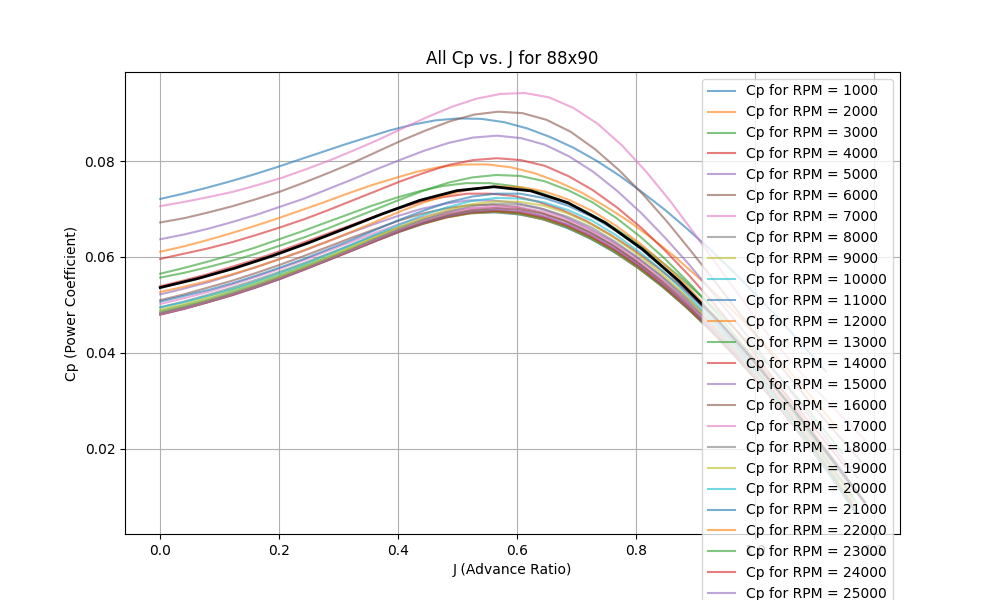 All Cp vs. J for 88x90
Cp (Power Coefficient)
0.08
0.06
0.04
0.02
0.0
0.2
0.4
0.6
0.8
J (Advance Ratio)
Cp for RPM = 1000
Cp for RPM = 2000
Cp for RPM = 3000
Cp for RPM = 4000
Cp for RPM = 5000
Cp for RPM = 6000
Cp for RPM = 7000
Cp for RPM = 8000
Cp for RPM = 9000
Cp for RPM = 10000
Cp for RPM = 11000
Cp for RPM = 12000
Cp for RPM = 13000
Cp for RPM = 14000
Cp for RPM = 15000
Cp for RPM = 16000
Cp for RPM = 17000
Cp for RPM = 18000
Cp for RPM = 19000
Cp for RPM = 20000
Cp for RPM = 21000
Cp for RPM = 22000
Cp for RPM = 23000
Cp for RPM = 24000
Cp for RPM = 25000